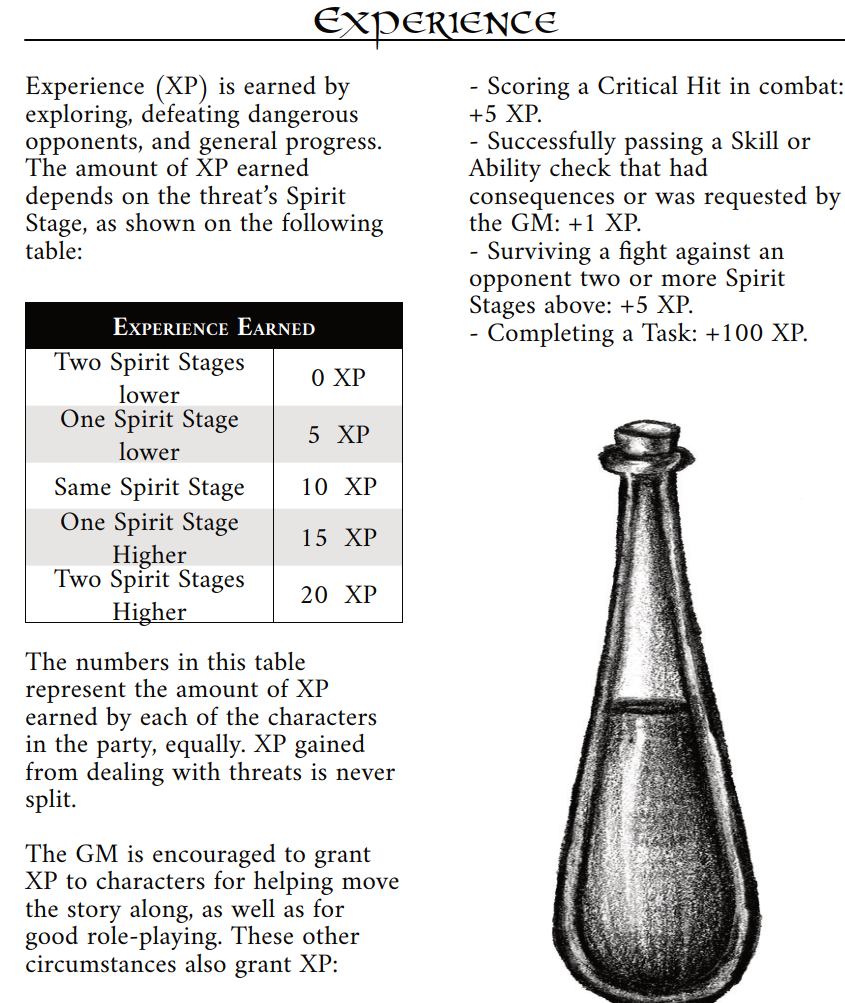 Experience
Experience (XP) is earned by
exploring, defeating dangerous
opponents, and general progress.
The amount of XP earned
depends on the threat's Spirit
Stage, as shown on the following
table:
Experience Earned
Two Spirit Stages
lower
0 XP
One Spirit Stage
lower
5 XP
Same Spirit Stage
10 XP
One Spirit Stage
Higher
15 XP
Two Spirit Stages
Higher
20 XP
The numbers in this table
represent the amount of XP
earned by each of the characters
in the party, equally. XP gained
from dealing with threats is never
split.
The GM is encouraged to grant
XP to characters for helping move
the story along, as well as for
good role-playing. These other
circumstances also grant XP:
- Scoring a Critical Hit in combat:
+5 XP.
- Successfully passing a Skill or
Ability check that had
consequences or was requested by
the GM: +1 XP.
- Surviving a fight against an
opponent two or more Spirit
Stages above: +5 XP.
- Completing a Task: +100 XP.